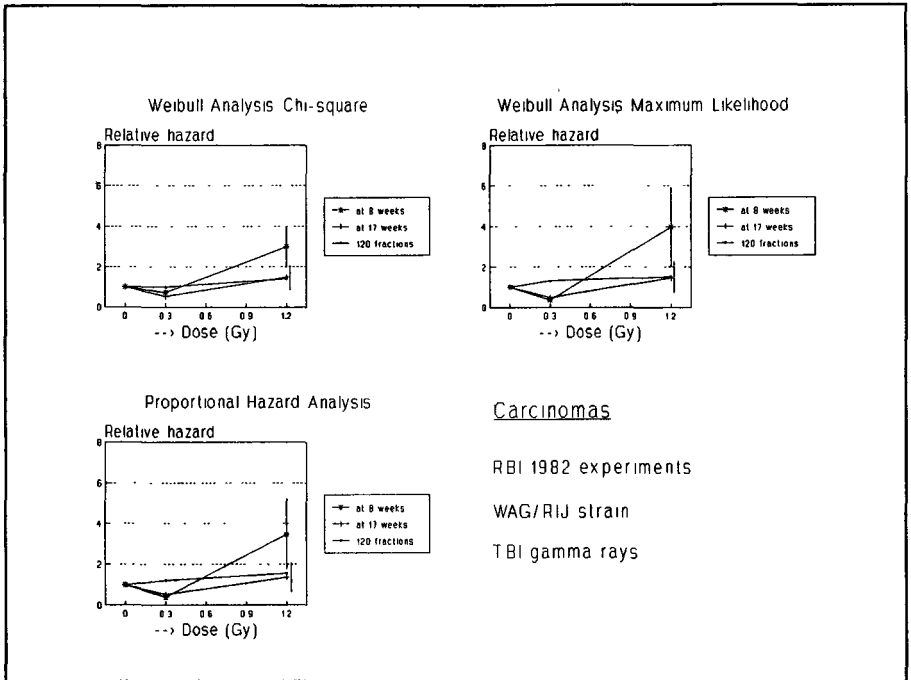 Weibull Analysis Chi-square
Relative hazard
8
6
4
2
0
0 0.3 0.6 0.9 1.2
--> Dose (Gy)
at 8 weeks
at 17 weeks
120 fractions
Weibull Analysis Maximum Likelihood
Relative hazard
8
6
4
2
0
0 0.3 0.6 0.9 1.2
--> Dose (Gy)
at 8 weeks
at 17 weeks
120 fractions
Proportional Hazard Analysis
Relative hazard
8
6
4
2
0
0 0.3 0.6 0.9 1.2
--> Dose (Gy)
at 8 weeks
at 17 weeks
120 fractions
Carcinomas
RBI 1982 experiments
WAG/RIJ strain
TBI gamma rays